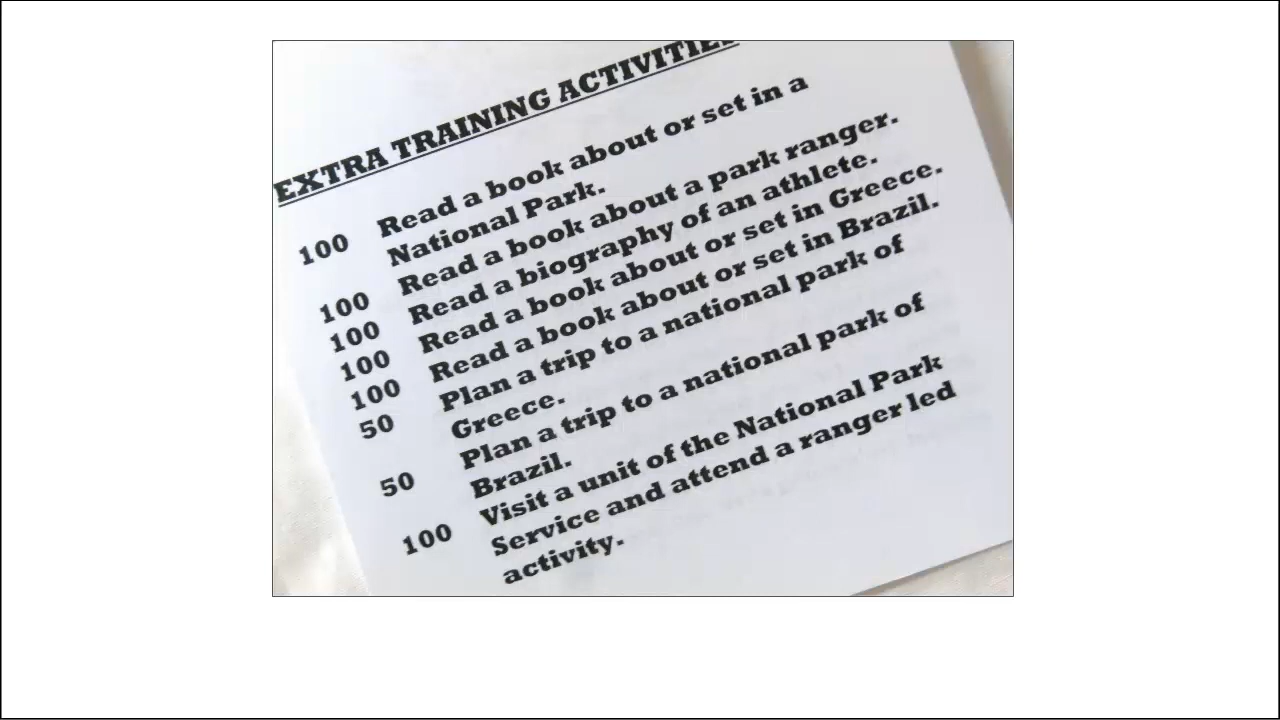 EXTRA TRAINING ACTIVITIES
100 Read a book about or set in a
National Park.
100 Read a book about a park ranger.
100 Read a biography of an athlete.
100 Read a book about or set in Greece.
100 Read a book about or set in Brazil.
50 Plan a trip to a national park of
Greece.
50 Plan a trip to a national park of
Brazil.
100 Visit a unit of the National Park
Service and attend a ranger led
activity.